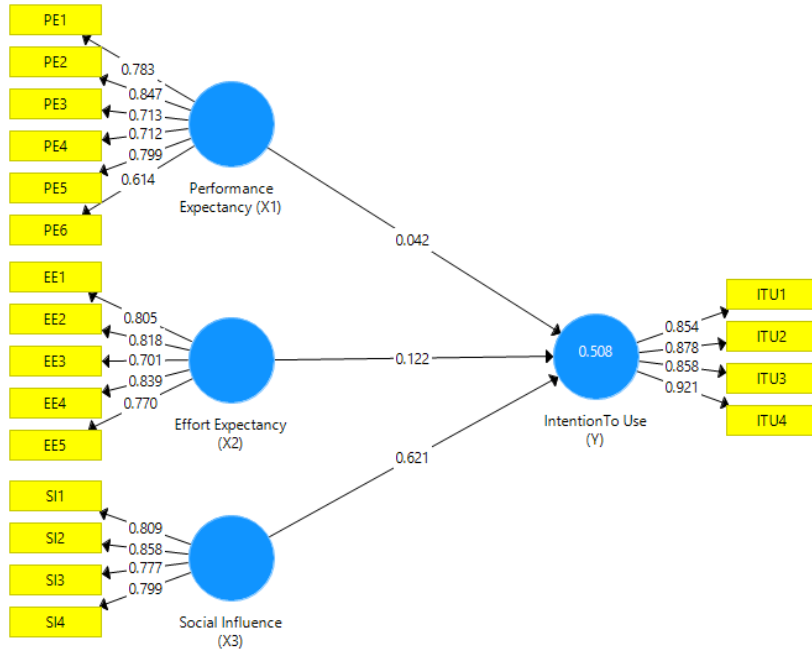 PE1
PE2
PE3
PE4
PE5
PE6
0.783
0.847
0.713
0.712
0.799
0.614
Performance
Expectancy (X1)
0.042
EE1
EE2
EE3
EE4
EE5
0.805
0.818
0.701
0.839
0.770
Effort Expectancy
(X2)
0.122
SI1
SI2
SI3
SI4
0.809
0.858
0.777
0.799
Social Influence
(X3)
0.621
0.508
IntentionTo Use
(Y)
0.854
0.878
0.858
0.921
ITU1
ITU2
ITU3
ITU4